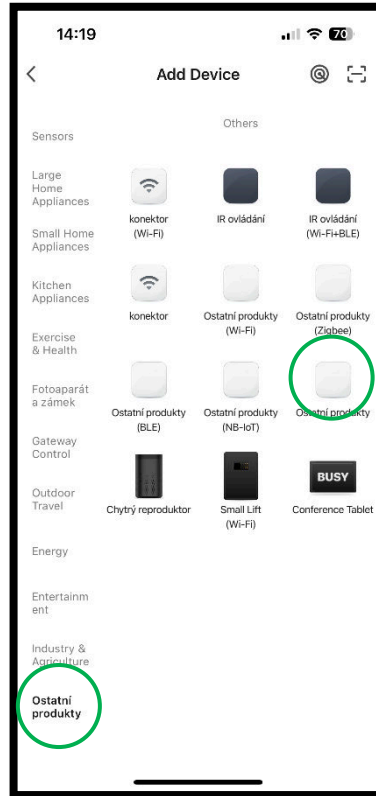 14:19
70
Add Device
Sensors
Large
Home
Appliances
Small Home
Appliances
Kitchen
Appliances
Exercise
& Health
Fotoaparát
a zámek
Gateway
Control
Outdoor
Travel
Energy
Entertainm
ent
Industry &
Agriculture
Ostatní
produkty
Others
konektor
(Wi-Fi)
IR ovládání
IR ovládání
(Wi-Fi+BLE)
konektor
Ostatní produkty
(Wi-Fi)
Ostatní produkty
(Zigbee)
Ostatní produkty
(BLE)
Ostatní produkty
(NB-IoT)
Ostatní produkty
Chytrý reproduktor
Small Lift
(Wi-Fi)
BUSY
Conference Tablet